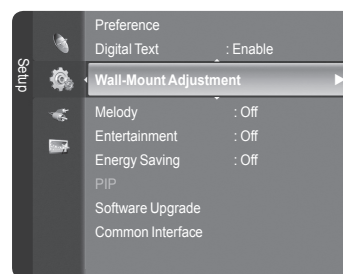 Setup
Preference
Digital Text : Enable
Wall-Mount Adjustment
Melody : Off
Entertainment : Off
Energy Saving : Off
PIP
Software Upgrade
Common Interface